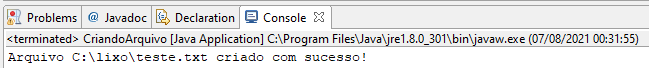 Problems @ Javadoc Declaration Console
<terminated> CriandoArquivo [Java Application] C:\Program Files\Java\jre1.8.0_301\bin\javaw.exe (07/08/2021 00:31:55)
Arquivo C:\lixo\teste.txt criado com sucesso!